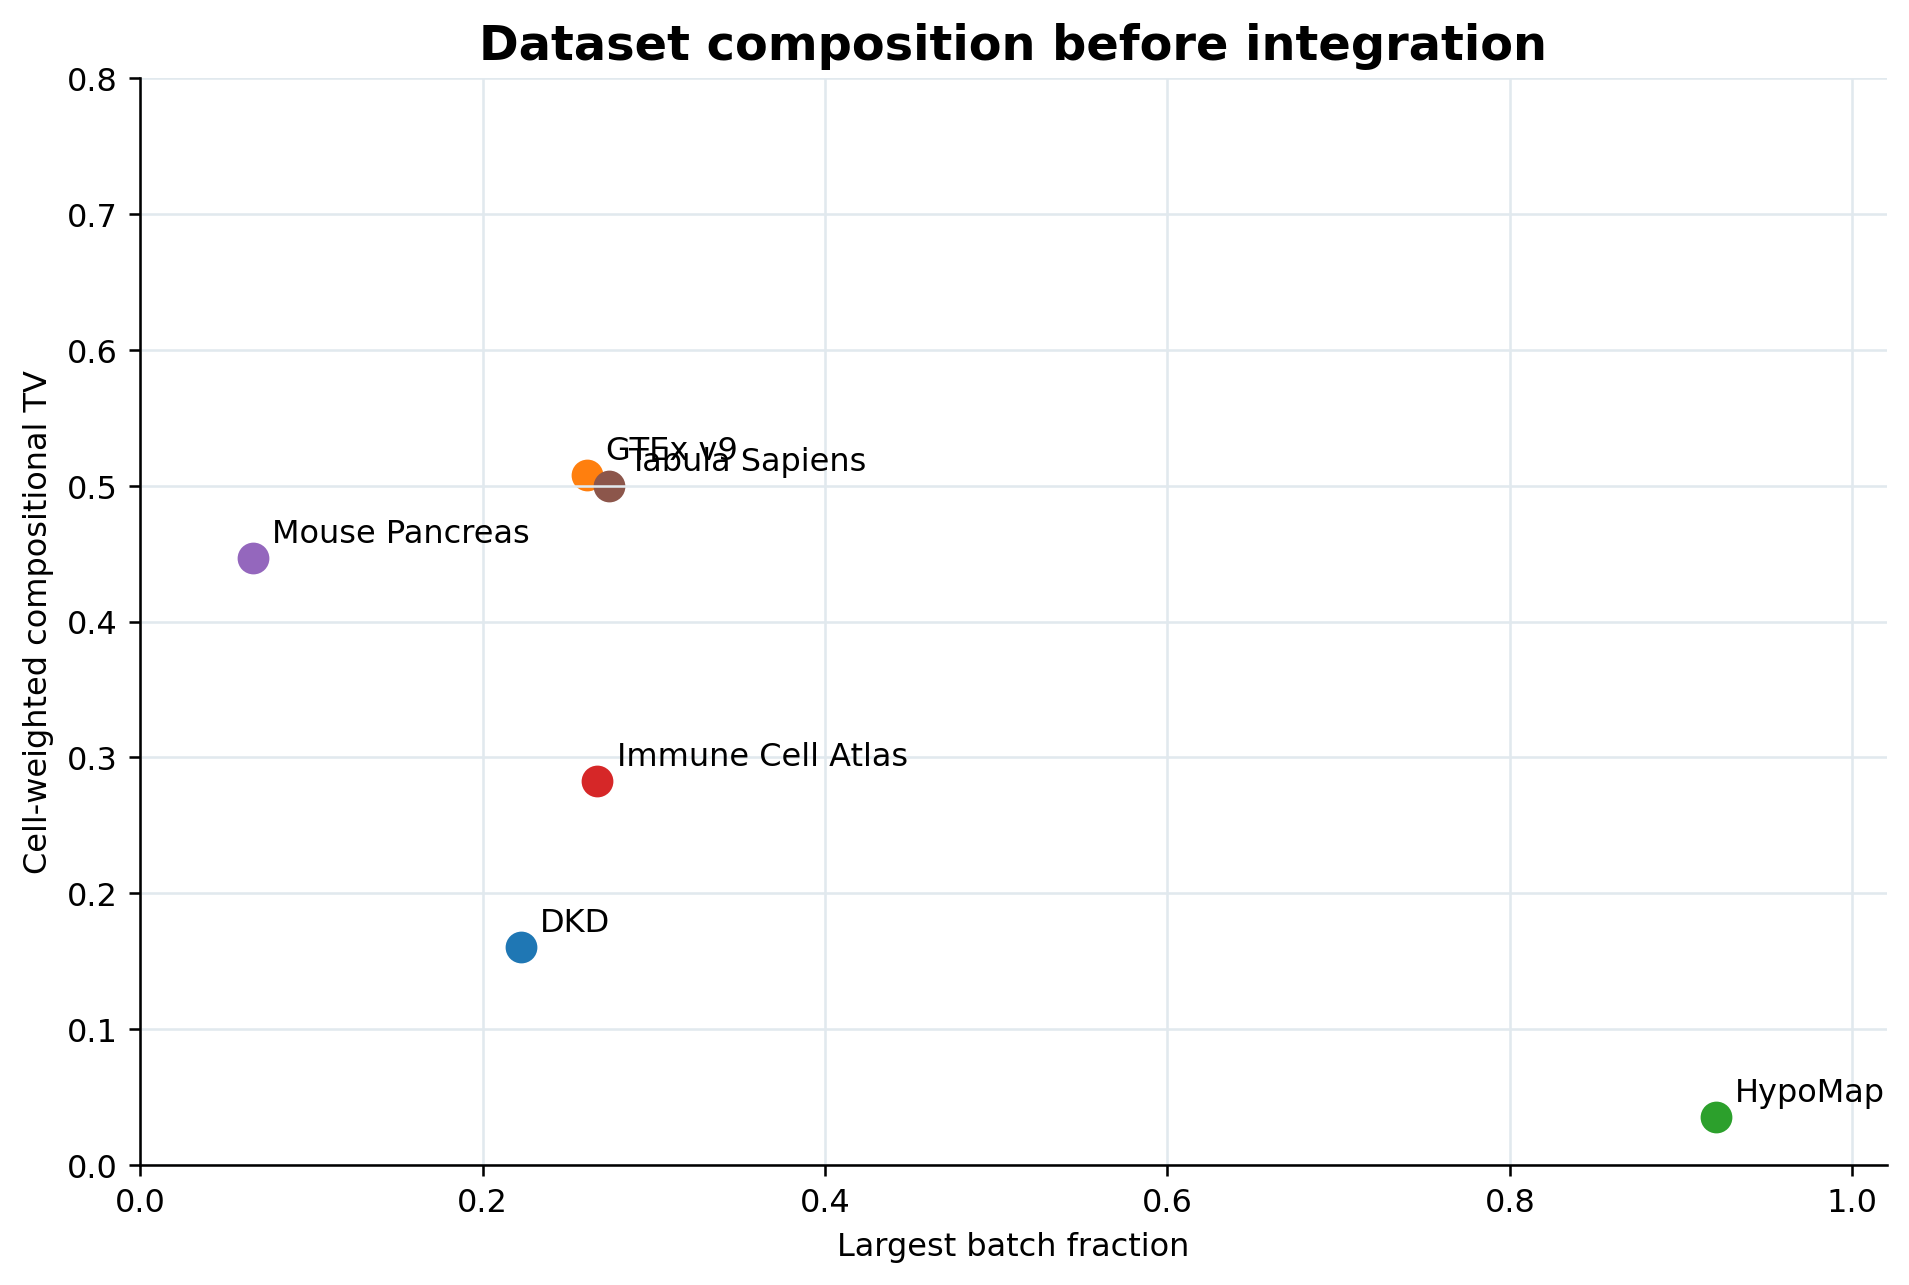 Dataset composition before integration
Cell-weighted compositional TV
0.8
0.7
0.6
0.5
0.4
0.3
0.2
0.1
0.0
GTEx v9
Tabula Sapiens
Mouse Pancreas
Immune Cell Atlas
DKD
HypoMap
0.0
0.2
0.4
0.6
0.8
1.0
Largest batch fraction